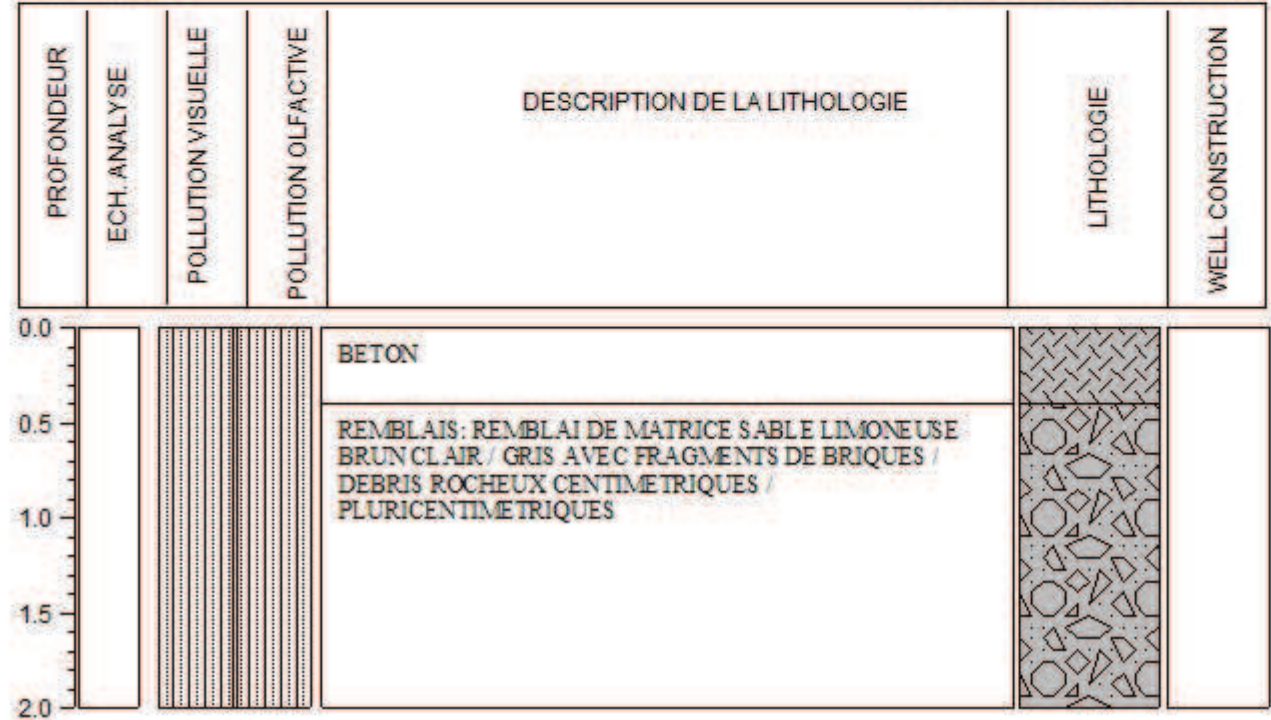 PROFONDEUR
ECH. ANALYSE
POLLUTION VISUELLE
POLLUTION OLFACTIVE
DESCRIPTION DE LA LITHOLOGIE
LITHOLOGIE
WELL CONSTRUCTION
0.0
BETON
0.5
REMBLAIS: REMBLAI DE MATRICE SABLE LIMONEUSE
BRUN CLAIR / GRIS AVEC FRAGMENTS DE BRIQUES /
DEBRIS ROCHEUX CENTIMETRIQUES /
PLURICENTIMETRIQUES
1.0
1.5
2.0